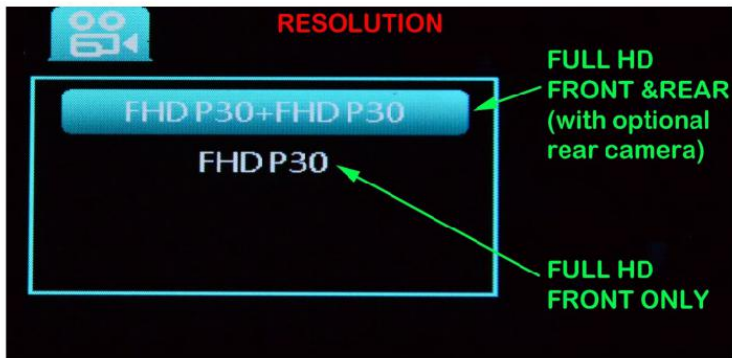 RESOLUTION
FULL HD
FRONT &REAR
(with optional
rear camera)
FHD P30+FHD P30
FHD P30
FULL HD
FRONT ONLY